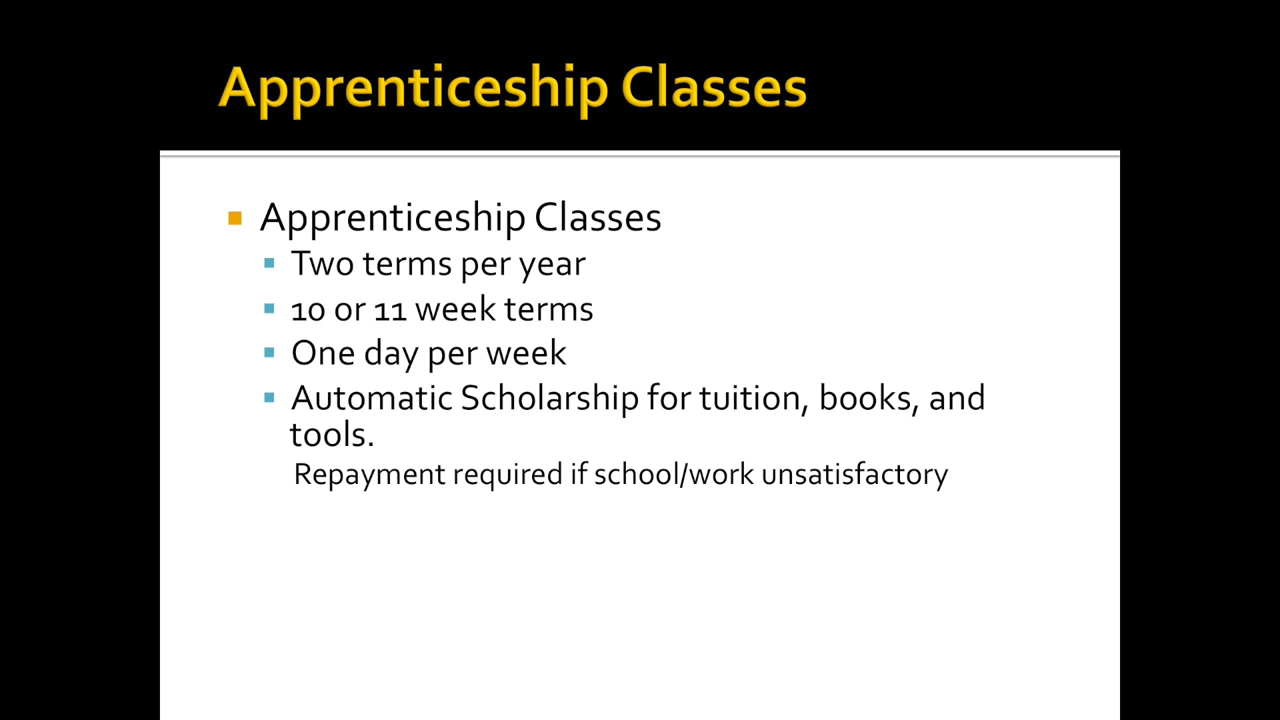 Apprenticeship Classes
Apprenticeship Classes
Two terms per year
10 or 11 week terms
One day per week
Automatic Scholarship for tuition, books, and
tools.
Repayment required if school/work unsatisfactory